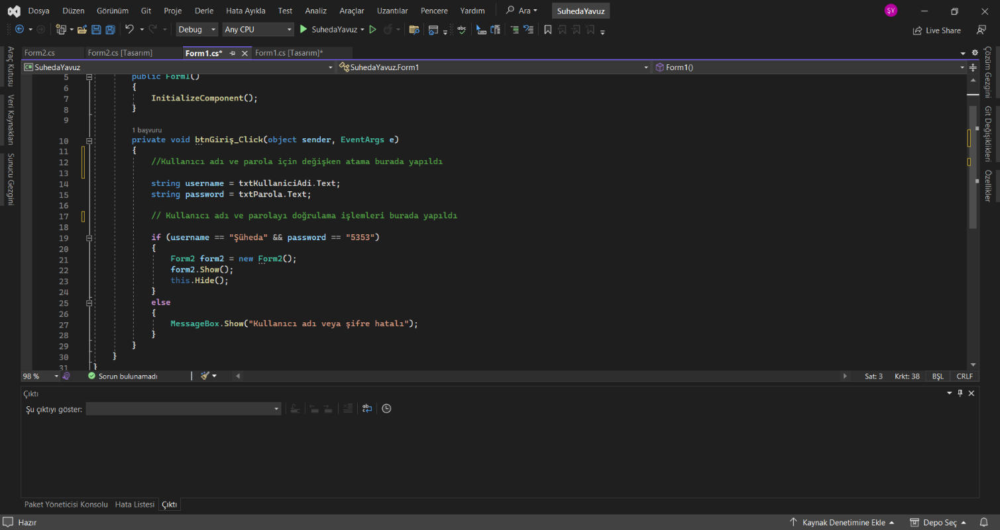 Dosya Düzen Görünüm Git Proje Derle Hata Ayıkla Test Analiz Araçlar Uzantılar Pencere Yardım Ara SuhedaYavuz ŞY
Debug Any CPU SuhedaYavuz Live Share
Form2.cs Form2.cs [Tasarım] Form1.cs* Form1.cs [Tasarım]*
SuhedaYavuz SuhedaYavuz.Form1 Form1()
Araç Kutusu
Veri Kaynakları
Sunucu Gezgini
5 public Form1()
6 {
7 InitializeComponent();
8 }
9
1 başvuru
10 private void btnGiriş_Click(object sender, EventArgs e)
11 {
12 //Kullanıcı adı ve parola için değişken atama burada yapıldı
13
14 string username = txtKullaniciAdi.Text;
15 string password = txtParola.Text;
16
17 // Kullanıcı adı ve parolayı doğrulama işlemleri burada yapıldı
18
19 if (username == "Şüheda" && password == "5353")
20 {
21 Form2 form2 = new Form2();
22 form2.Show();
23 this.Hide();
24 }
25 else
26 {
27 MessageBox.Show("Kullanıcı adı veya şifre hatalı");
28 }
29 }
30 }
31 }
Çözüm Gezgini
Git Değişiklikleri
Özellikler
98 % Sorun bulunamadı Sat: 3 Krkt: 38 BŞL CRLF
Çıktı
Şu çıktıyı göster:
Paket Yöneticisi Konsolu Hata Listesi Çıktı
Hazır Kaynak Denetimine Ekle Depo Seç